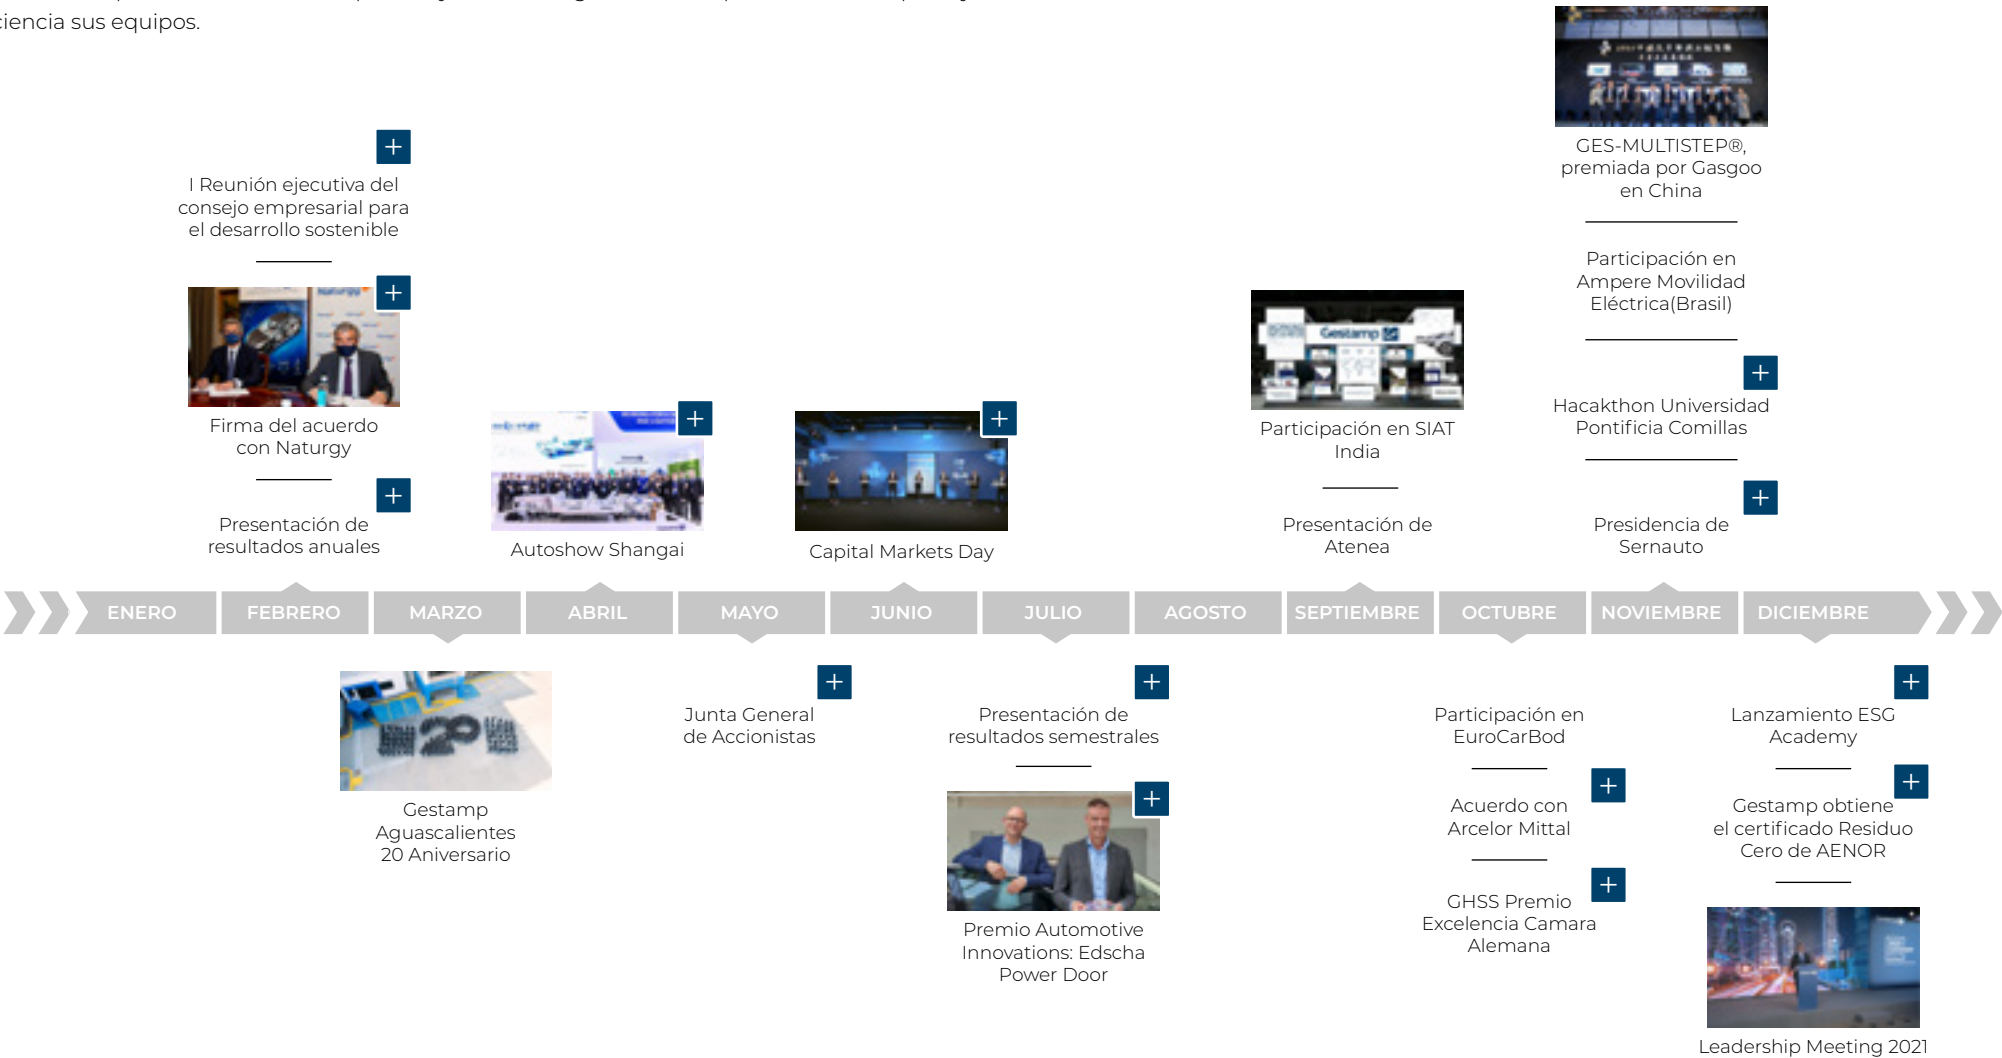 ciencia sus equipos.
I Reunión ejecutiva del
consejo empresarial para
el desarrollo sostenible
Naturgy
Firma del acuerdo
con Naturgy
Presentación de
resultados anuales
Autoshow Shangai
Capital Markets Day
Gestamp
Participación en SIAT
India
Presentación de
Atenea
GES-MULTISTEP®,
premiada por Gasgoo
en China
Participación en
Ampere Movilidad
Eléctrica(Brasil)
Hacakthon Universidad
Pontificia Comillas
Presidencia de
Sernauto
ENERO
FEBRERO
MARZO
ABRIL
MAYO
JUNIO
JULIO
AGOSTO
SEPTIEMBRE
OCTUBRE
NOVIEMBRE
DICIEMBRE
20
Gestamp
Aguascalientes
20 Aniversario
Junta General
de Accionistas
Presentación de
resultados semestrales
Premio Automotive
Innovations: Edscha
Power Door
Participación en
EuroCarBod
Acuerdo con
Arcelor Mittal
GHSS Premio
Excelencia Camara
Alemana
Lanzamiento ESG
Academy
Gestamp obtiene
el certificado Residuo
Cero de AENOR
Leadership Meeting 2021